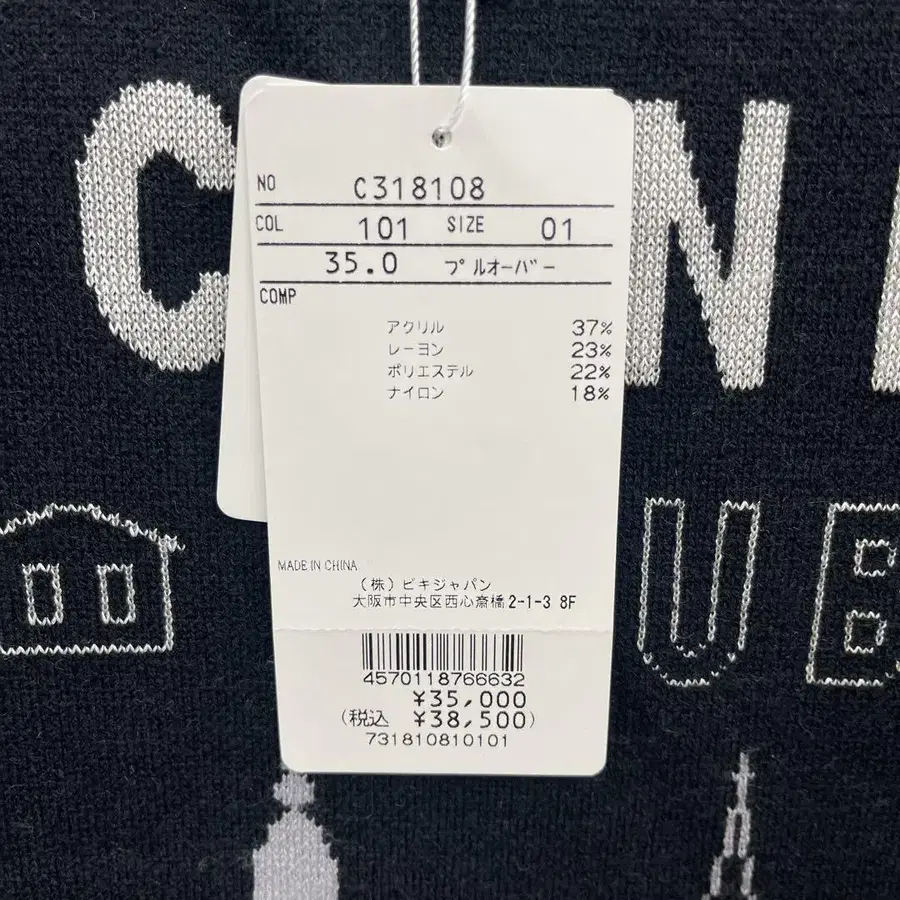 C N
NO C318108
COL 101 SIZE 01
35.0 プルオーバー
COMP
アクリル 37%
レーヨン 23%
ポリエステル 22%
ナイロン 18%
MADE IN CHINA
(株)ビキジャパン
大阪市中央区西心斎橋2-1-3 8F
UB
4570118766632
¥35,000
(税込 ¥38,500)
731810810101